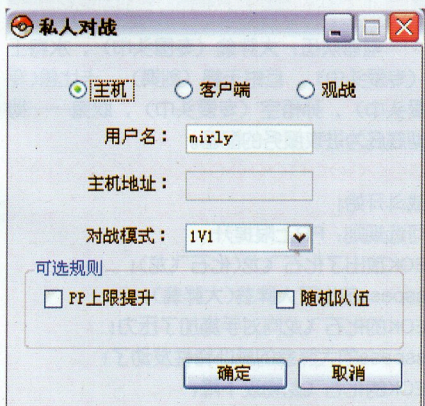 私人对战
主机 客户端 观战
用户名： mirly
主机地址：
对战模式： 1V1
可选规则
PP上限提升 随机队伍
确定 取消